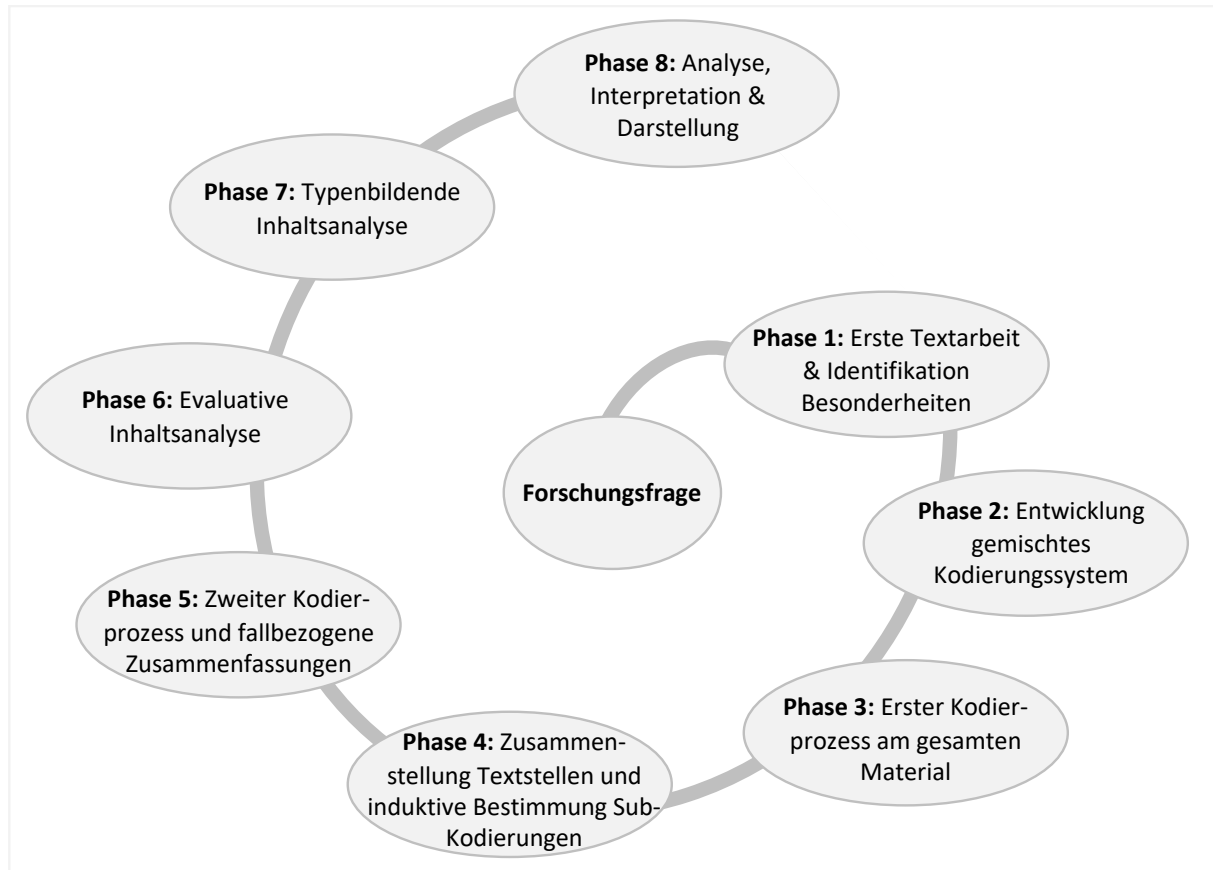 Phase 8: Analyse,
Interpretation &
Darstellung
Phase 7: Typenbildende
Inhaltsanalyse
Phase 1: Erste Textarbeit
& Identifikation
Besonderheiten
Phase 6: Evaluative
Inhaltsanalyse
Forschungsfrage
Phase 2: Entwicklung
gemischtes
Kodierungssystem
Phase 5: Zweiter Kodier-
prozess und fallbezogene
Zusammenfassungen
Phase 3: Erster Kodier-
prozess am gesamten
Material
Phase 4: Zusammen-
stellung Textstellen und
induktive Bestimmung Sub-
Kodierungen